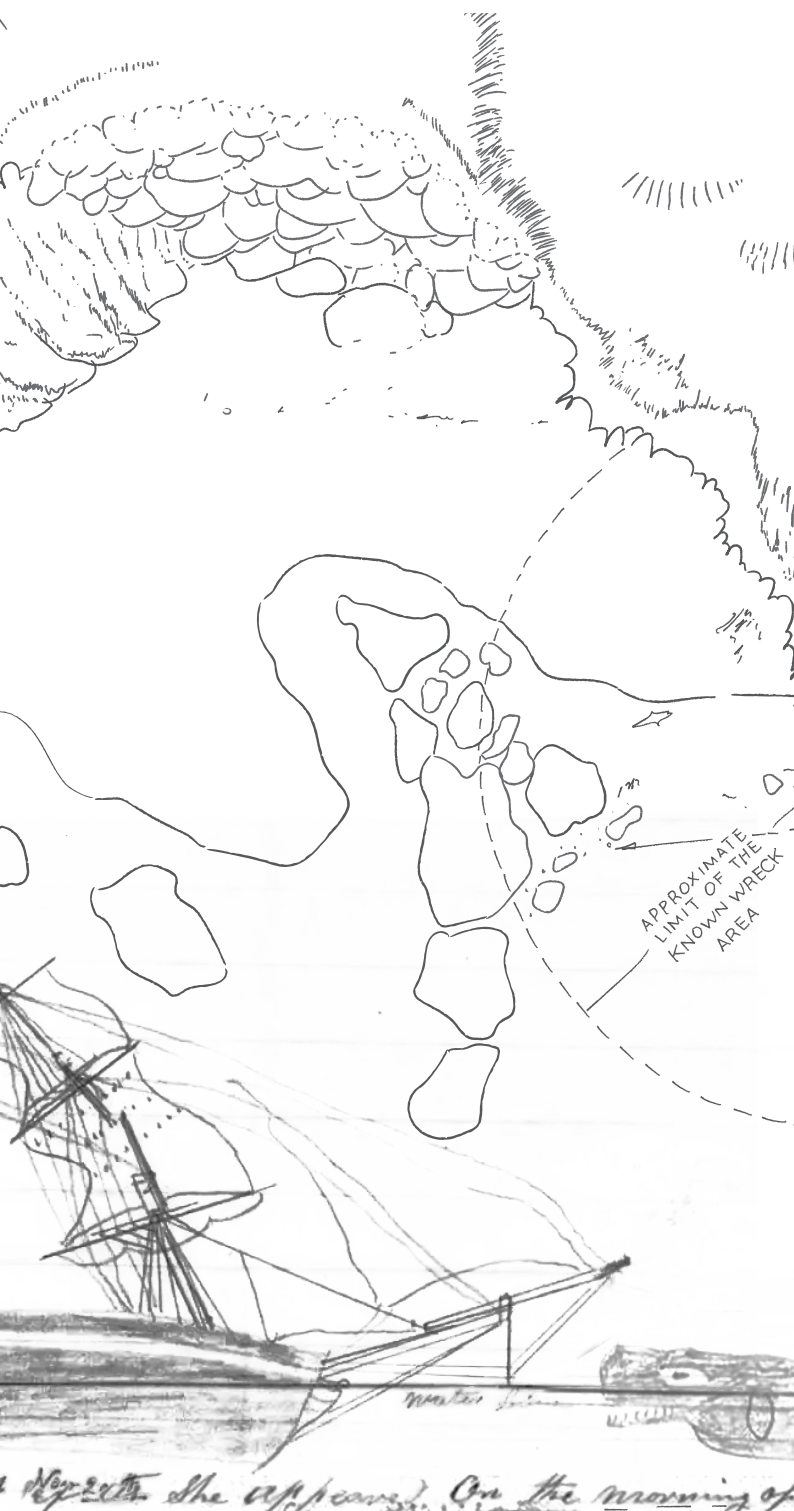 APPROXIMATE
LIMIT OF THE
KNOWN WRECK
AREA
water line
She appeared On the morning of